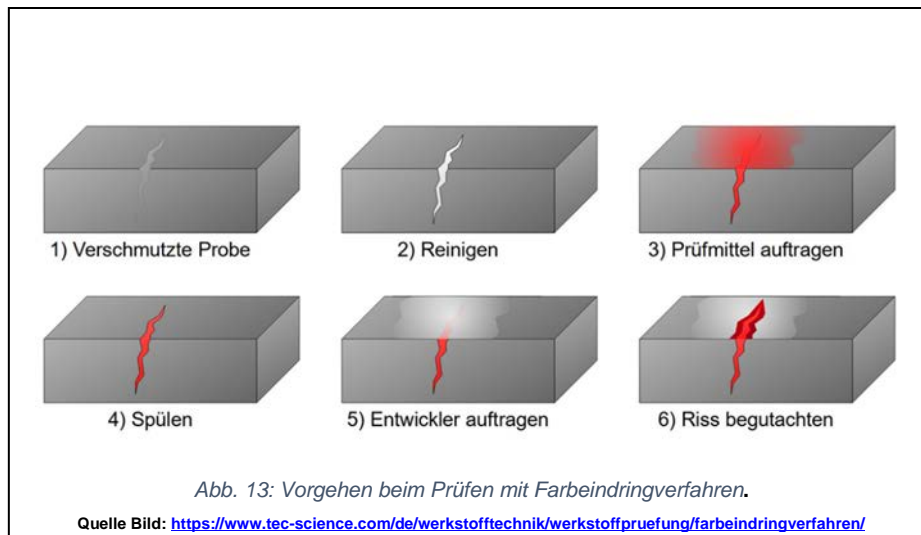 1) Verschmutzte Probe
2) Reinigen
3) Prüfmittel auftragen
4) Spülen
5) Entwickler auftragen
6) Riss begutachten
Abb. 13: Vorgehen beim Prüfen mit Farbeindringverfahren.
Quelle Bild: https://www.tec-science.com/de/werkstofftechnik/werkstoffpruefung/farbeindringverfahren/